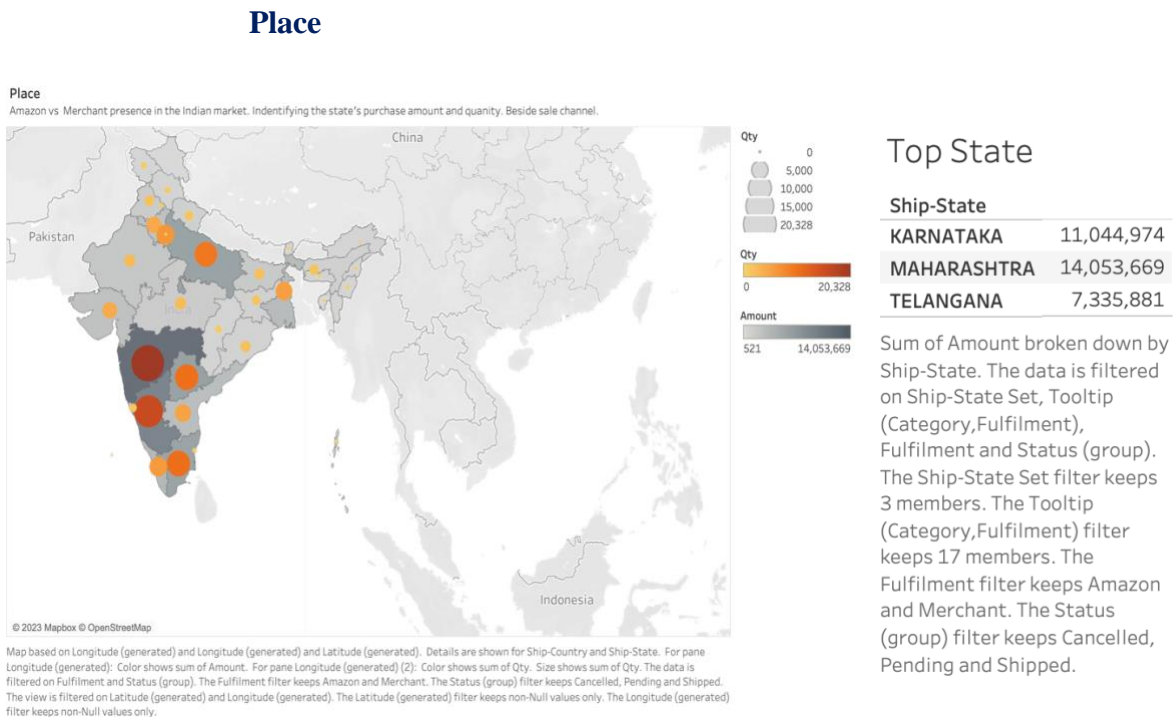 Place
Place
Amazon vs Merchant presence in the Indian market. Indentifying the state's purchase amount and quanity. Beside sale channel.
China
Pakistan
India
Indonesia
© 2023 Mapbox © OpenStreetMap
Qty
0
5,000
10,000
15,000
20,328
Qty
0 20,328
Amount
521 14,053,669
Map based on Longitude (generated) and Longitude (generated) and Latitude (generated). Details are shown for Ship-Country and Ship-State. For pane
Longitude (generated): Color shows sum of Amount. For pane Longitude (generated) (2): Color shows sum of Qty. Size shows sum of Qty. The data is
filtered on Fulfilment and Status (group). The Fulfilment filter keeps Amazon and Merchant. The Status (group) filter keeps Cancelled, Pending and Shipped.
The view is filtered on Latitude (generated) and Longitude (generated). The Latitude (generated) filter keeps non-Null values only. The Longitude (generated)
filter keeps non-Null values only.
Top State
Ship-State
KARNATAKA 11,044,974
MAHARASHTRA 14,053,669
TELANGANA 7,335,881
Sum of Amount broken down by
Ship-State. The data is filtered
on Ship-State Set, Tooltip
(Category,Fulfilment),
Fulfilment and Status (group).
The Ship-State Set filter keeps
3 members. The Tooltip
(Category,Fulfilment) filter
keeps 17 members. The
Fulfilment filter keeps Amazon
and Merchant. The Status
(group) filter keeps Cancelled,
Pending and Shipped.